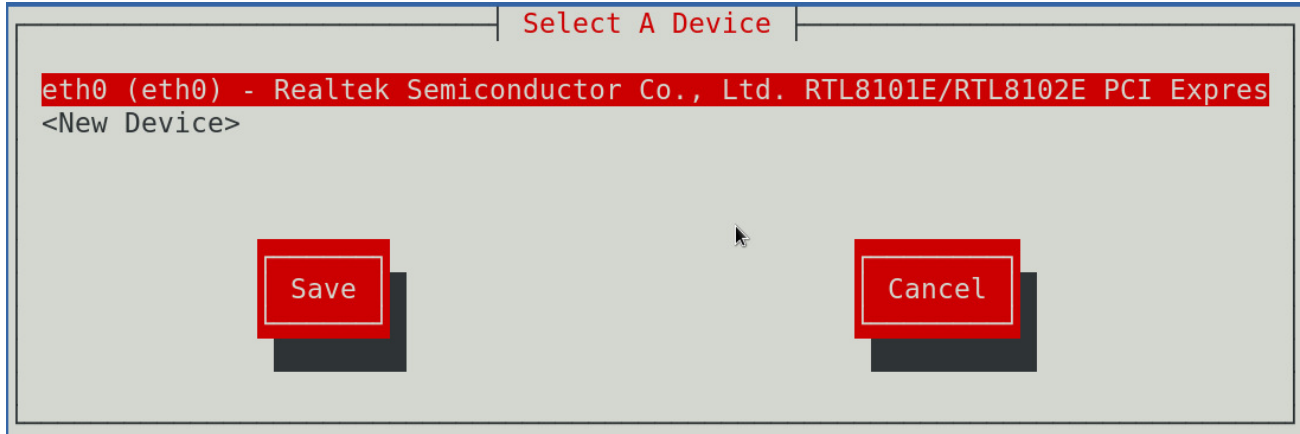 Select A Device
eth0 (eth0) - Realtek Semiconductor Co., Ltd. RTL8101E/RTL8102E PCI Expres
<New Device>
Save Cancel